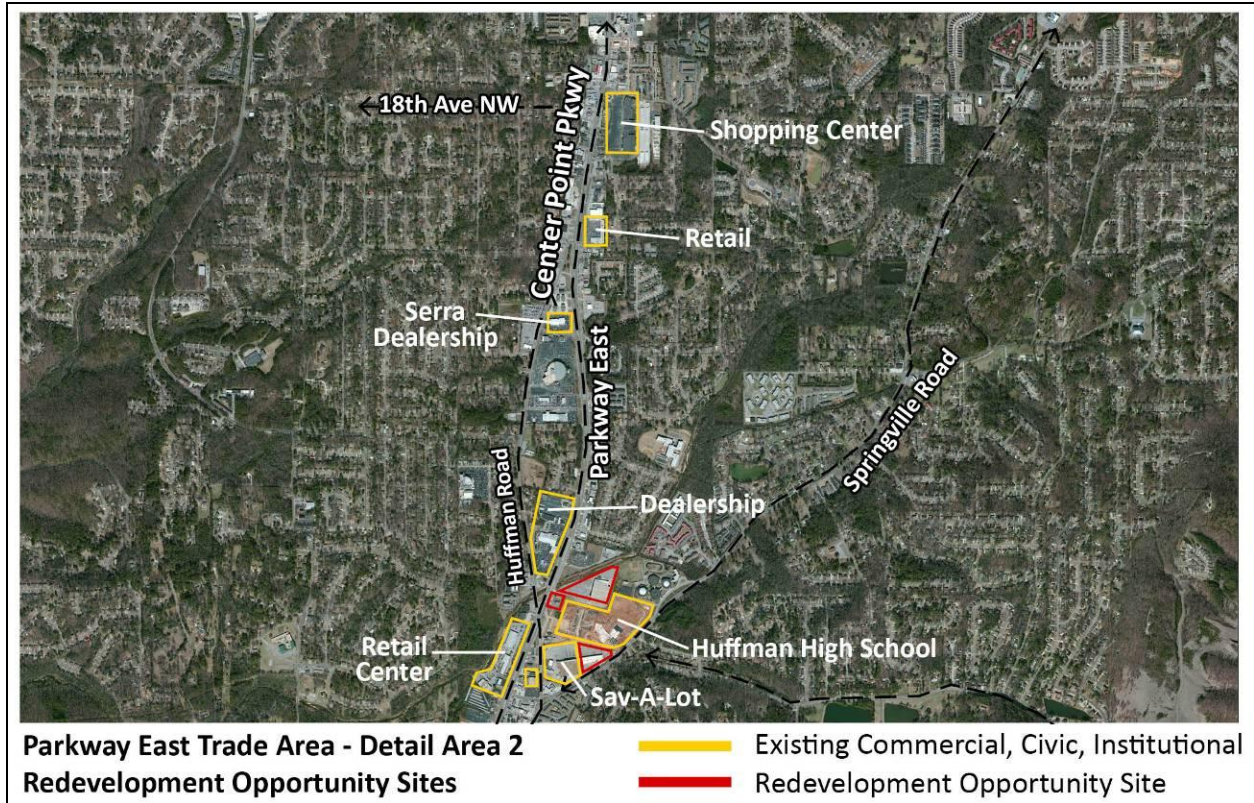 18th Ave NW
Center Point Pkwy
Shopping Center
Retail
Serra
Dealership
Parkway East
Springville Road
Huffman Road
Dealership
Retail
Center
Huffman High School
Sav-A-Lot
Parkway East Trade Area - Detail Area 2
Redevelopment Opportunity Sites
Existing Commercial, Civic, Institutional
Redevelopment Opportunity Site